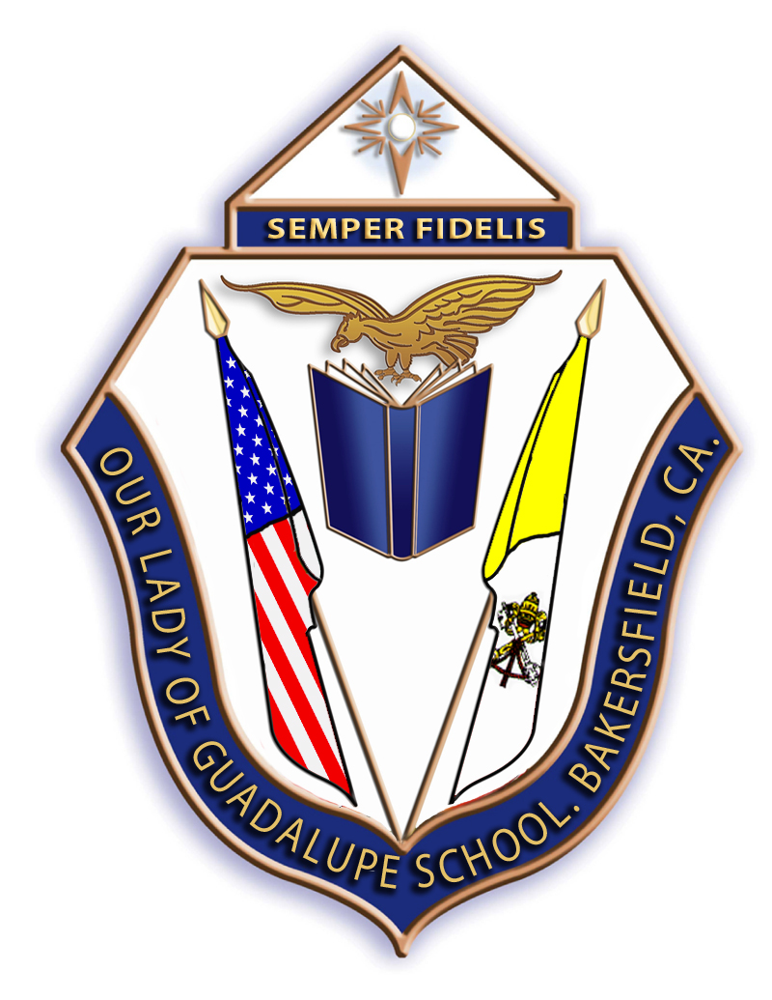 SEMPER FIDELIS
OUR LADY OF GUADALUPE SCHOOL. BAKERSFIELD, CA.